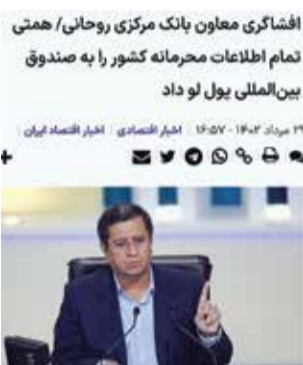 افشاگری معاون بانک مرکزی روحانی/ همتی
تمام اطلاعات محرمانه کشور را به صندوق
بین‌المللی پول لو داد
۲۹ مرداد ۱۴۰۲ - ۱۶:۵۷ اخبار اقتصادی اخبار اقتصاد ایران